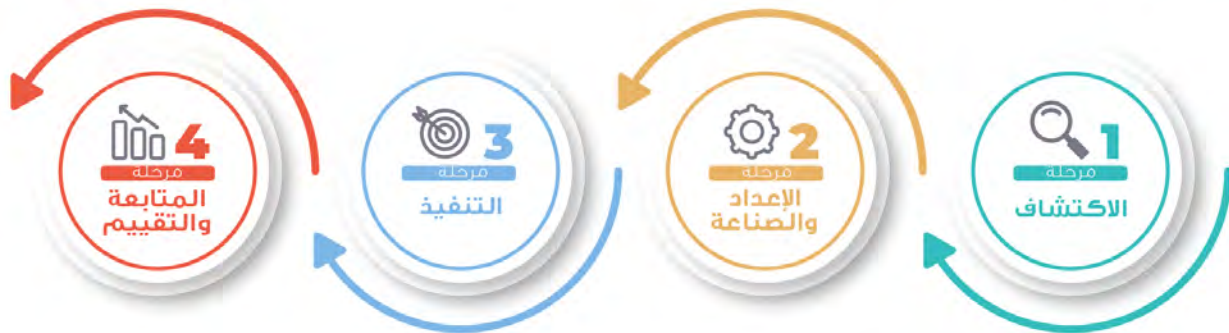 1
مرحلة
الاكتشاف
2
مرحلة
الإعداد
والصناعة
3
مرحلة
التنفيذ
4
مرحلة
المتابعة
والتقييم